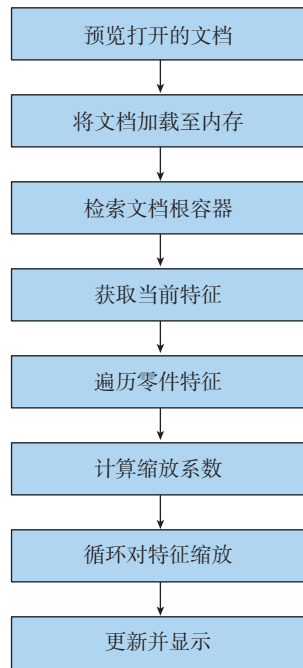 预览打开的文档
将文档加载至内存
检索文档根容器
获取当前特征
遍历零件特征
计算缩放系数
循环对特征缩放
更新并显示